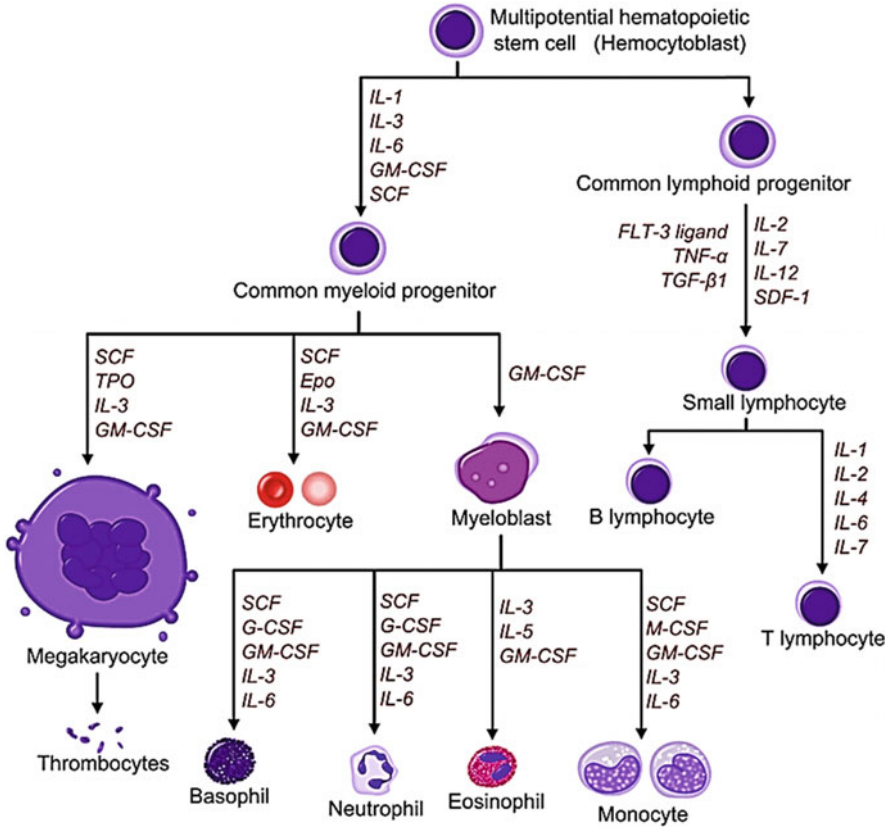 Multipotential hematopoietic
stem cell (Hemocytoblast)
IL-1
IL-3
IL-6
GM-CSF
SCF
Common myeloid progenitor
Common lymphoid progenitor
FLT-3 ligand
TNF-α
TGF-β1
IL-2
IL-7
IL-12
SDF-1
Small lymphocyte
SCF
TPO
IL-3
GM-CSF
SCF
Epo
IL-3
GM-CSF
GM-CSF
Megakaryocyte
Thrombocytes
Erythrocyte
Myeloblast
B lymphocyte
IL-1
IL-2
IL-4
IL-6
IL-7
T lymphocyte
SCF
G-CSF
GM-CSF
IL-3
IL-6
Basophil
SCF
G-CSF
GM-CSF
IL-3
IL-6
Neutrophil
IL-3
IL-5
GM-CSF
Eosinophil
SCF
M-CSF
GM-CSF
IL-3
IL-6
Monocyte